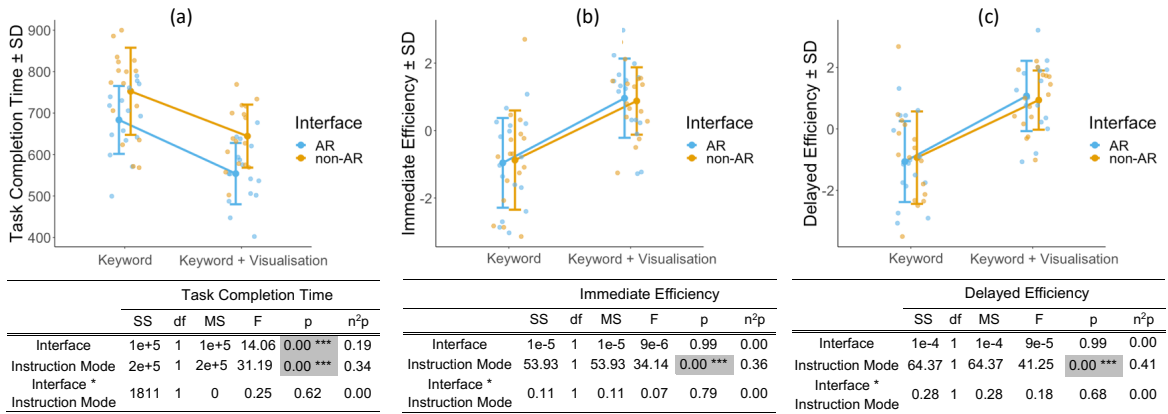 (a)
Task Completion Time ± SD
900
800
700
600
500
400
Keyword
Keyword + Visualisation
Interface
AR
non-AR
Task Completion Time
SS df MS F p n²p
Interface 1e+5 1 1e+5 14.06 0.00 *** 0.19
Instruction Mode 2e+5 1 2e+5 31.19 0.00 *** 0.34
Interface *
Instruction Mode 1811 1 0 0.25 0.62 0.00
(b)
Immediate Efficiency ± SD
2
0
-2
Keyword
Keyword + Visualisation
Interface
AR
non-AR
Immediate Efficiency
SS df MS F p n²p
Interface 1e-5 1 1e-5 9e-6 0.99 0.00
Instruction Mode 53.93 1 53.93 34.14 0.00 *** 0.36
Interface *
Instruction Mode 0.11 1 0.11 0.07 0.79 0.00
(c)
Delayed Efficiency ± SD
2
0
-2
Keyword
Keyword + Visualisation
Interface
AR
non-AR
Delayed Efficiency
SS df MS F p n²p
Interface 1e-4 1 1e-4 9e-5 0.99 0.00
Instruction Mode 64.37 1 64.37 41.25 0.00 *** 0.41
Interface *
Instruction Mode 0.28 1 0.28 0.18 0.68 0.00